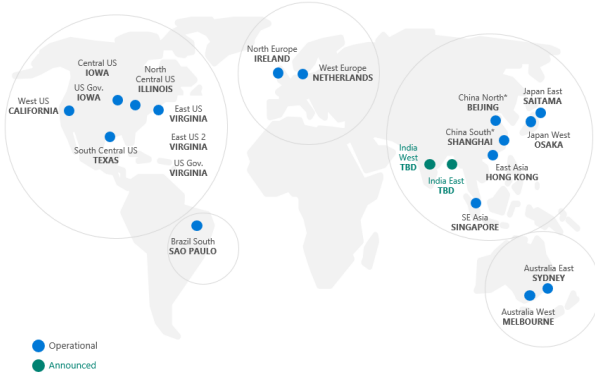 Central US
IOWA
US Gov.
IOWA
North
Central US
ILLINOIS
West US
CALIFORNIA
East US
VIRGINIA
East US 2
VIRGINIA
US Gov.
VIRGINIA
South Central US
TEXAS
Brazil South
SAO PAULO
North Europe
IRELAND
West Europe
NETHERLANDS
China North*
BEIJING
Japan East
SAITAMA
China South*
SHANGHAI
Japan West
OSAKA
India
West
TBD
India East
TBD
East Asia
HONG KONG
SE Asia
SINGAPORE
Australia East
SYDNEY
Australia West
MELBOURNE
Operational
Announced